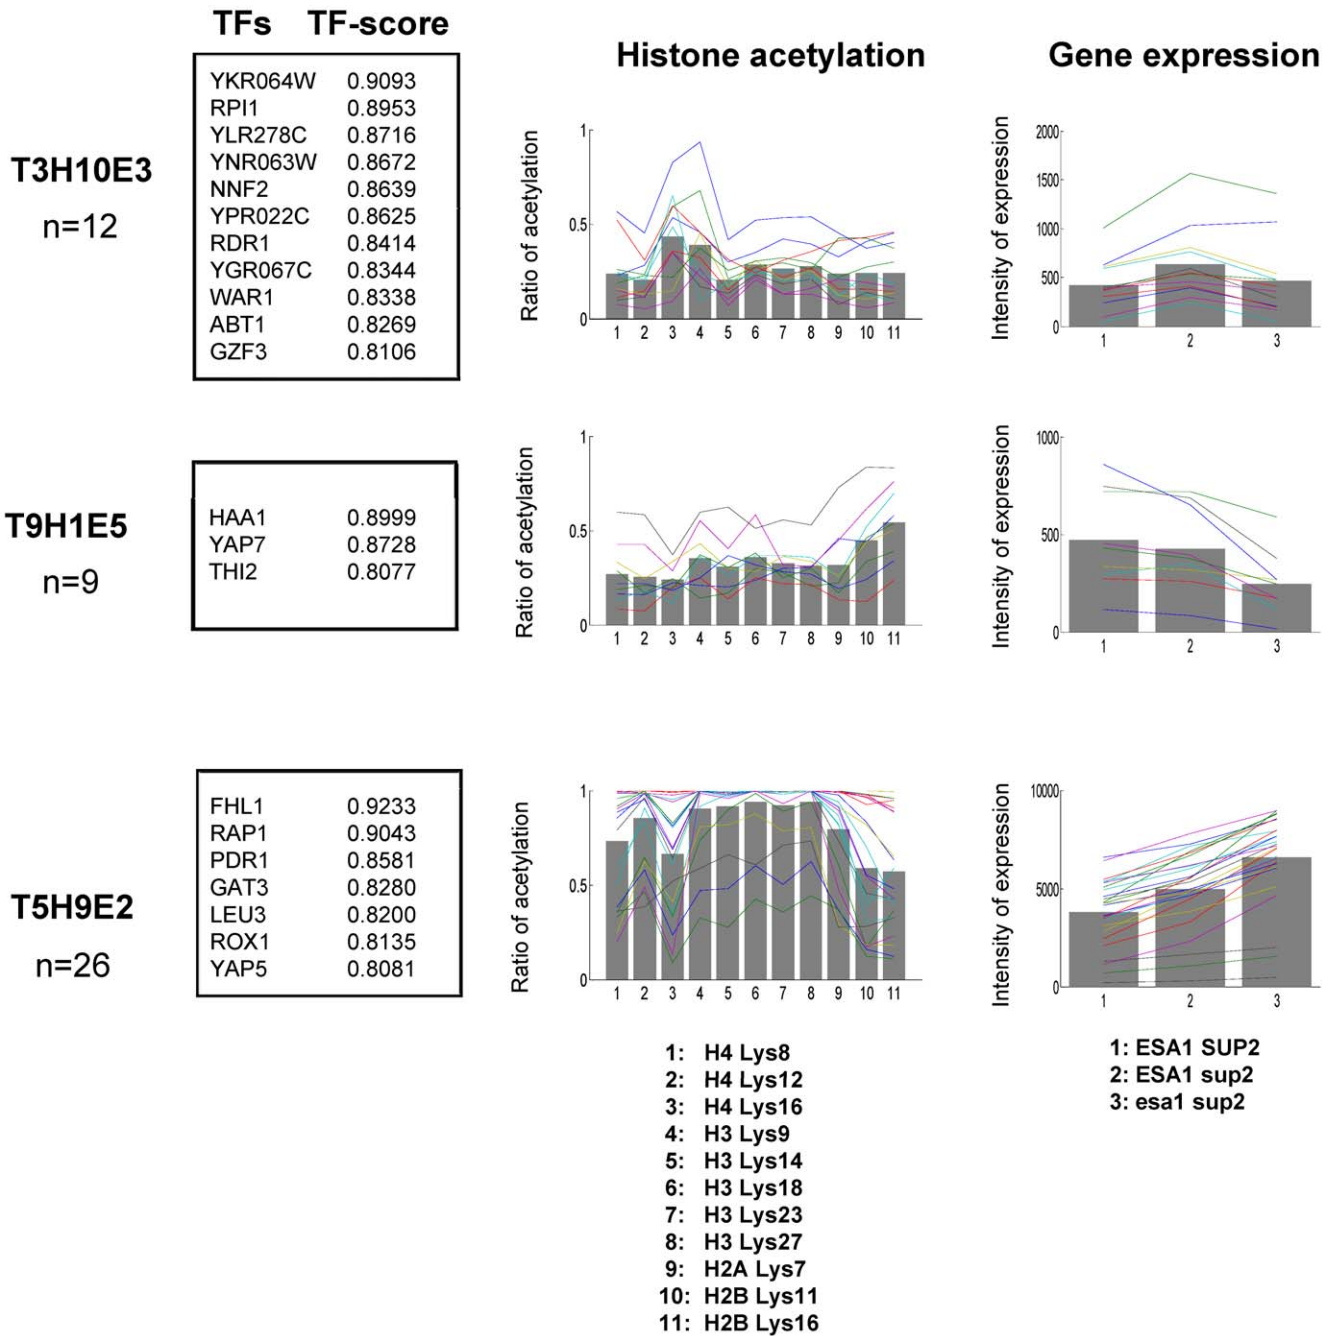 TFs TF-score
Histone acetylation
Gene expression
T3H10E3
n=12
YKR064W 0.9093
RPI1 0.8953
YLR278C 0.8716
YNR063W 0.8672
NNF2 0.8639
YPR022C 0.8625
RDR1 0.8414
YGR067C 0.8344
WAR1 0.8338
ABT1 0.8269
GZF3 0.8106
Ratio of acetylation
1
0.5
0
1 2 3 4 5 6 7 8 9 10 11
Intensity of expression
2000
1500
1000
500
0
1 2 3
T9H1E5
n=9
HAA1 0.8999
YAP7 0.8728
THI2 0.8077
Ratio of acetylation
1
0.5
0
1 2 3 4 5 6 7 8 9 10 11
Intensity of expression
1000
500
0
1 2 3
T5H9E2
n=26
FHL1 0.9233
RAP1 0.9043
PDR1 0.8581
GAT3 0.8280
LEU3 0.8200
ROX1 0.8135
YAP5 0.8081
Ratio of acetylation
1
0.5
0
1 2 3 4 5 6 7 8 9 10 11
Intensity of expression
10000
5000
0
1 2 3
1: H4 Lys8
2: H4 Lys12
3: H4 Lys16
4: H3 Lys9
5: H3 Lys14
6: H3 Lys18
7: H3 Lys23
8: H3 Lys27
9: H2A Lys7
10: H2B Lys11
11: H2B Lys16
1: ESA1 SUP2
2: ESA1 sup2
3: esa1 sup2